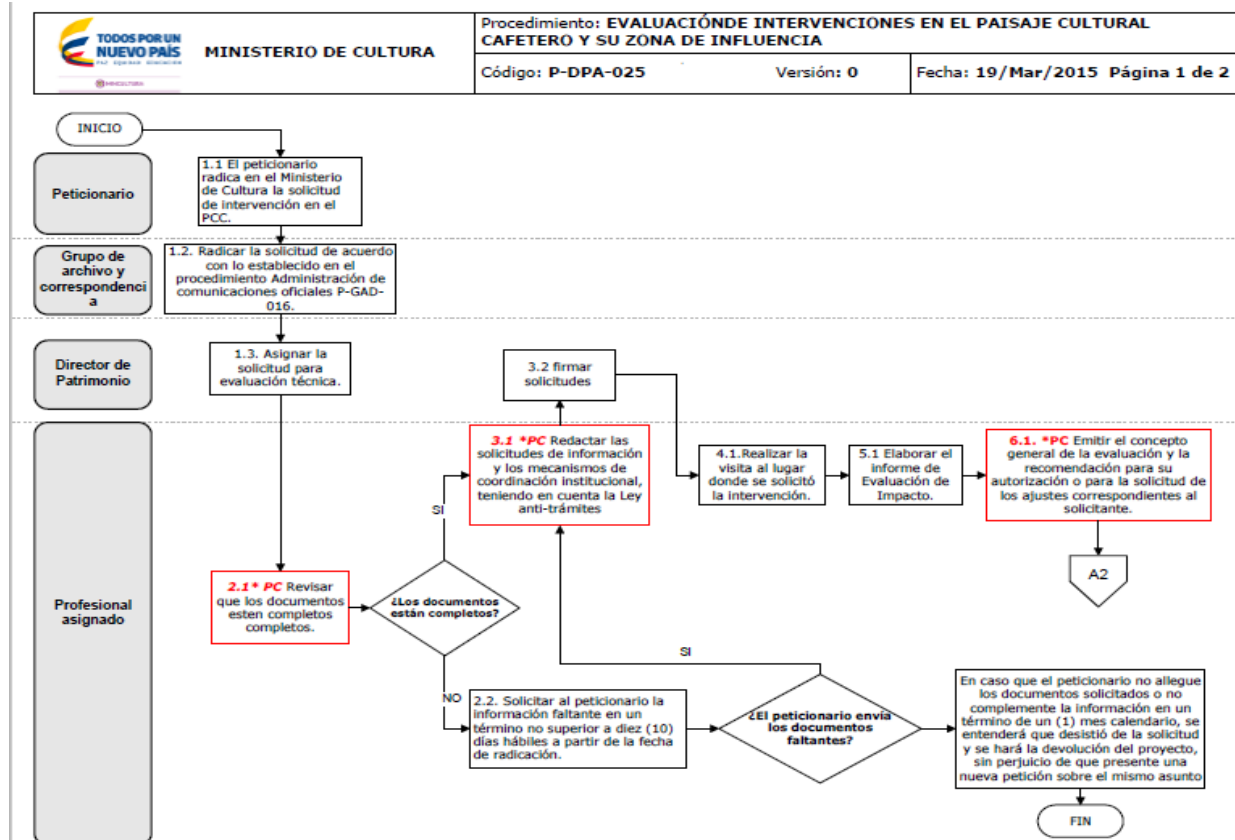 TODOS POR UN
NUEVO PAÍS
PAZ EQUIDAD EDUCACIÓN
MINCULTURA
MINISTERIO DE CULTURA
Procedimiento: EVALUACIÓNDE INTERVENCIONES EN EL PAISAJE CULTURAL
CAFETERO Y SU ZONA DE INFLUENCIA
Código: P-DPA-025
Versión: 0
Fecha: 19/Mar/2015 Página 1 de 2
INICIO
Peticionario
1.1 El peticionario
radica en el Ministerio
de Cultura la solicitud
de intervención en el
PCC.
Grupo de
archivo y
correspondenci
a
1.2. Radicar la solicitud de acuerdo
con lo establecido en el
procedimiento Administración de
comunicaciones oficiales P-GAD-
016.
Director de
Patrimonio
1.3. Asignar la
solicitud para
evaluación técnica.
3.2 firmar
solicitudes
Profesional
asignado
3.1 *PC Redactar las
solicitudes de información
y los mecanismos de
coordinación institucional,
teniendo en cuenta la Ley
anti-trámites
4.1.Realizar la
visita al lugar
donde se solicitó
la intervención.
5.1 Elaborar el
informe de
Evaluación de
Impacto.
6.1. *PC Emitir el concepto
general de la evaluación y la
recomendación para su
autorización o para la solicitud de
los ajustes correspondientes al
solicitante.
A2
SI
2.1* PC Revisar
que los documentos
esten completos
completos.
¿Los documentos
están completos?
SI
NO
2.2. Solicitar al peticionario la
información faltante en un
término no superior a diez (10)
días hábiles a partir de la fecha
de radicación.
¿El peticionario envía
los documentos
faltantes?
En caso que el peticionario no allegue
los documentos solicitados o no
complemente la información en un
término de un (1) mes calendario, se
entenderá que desistió de la solicitud
y se hará la devolución del proyecto,
sin perjuicio de que presente una
nueva petición sobre el mismo asunto
FIN